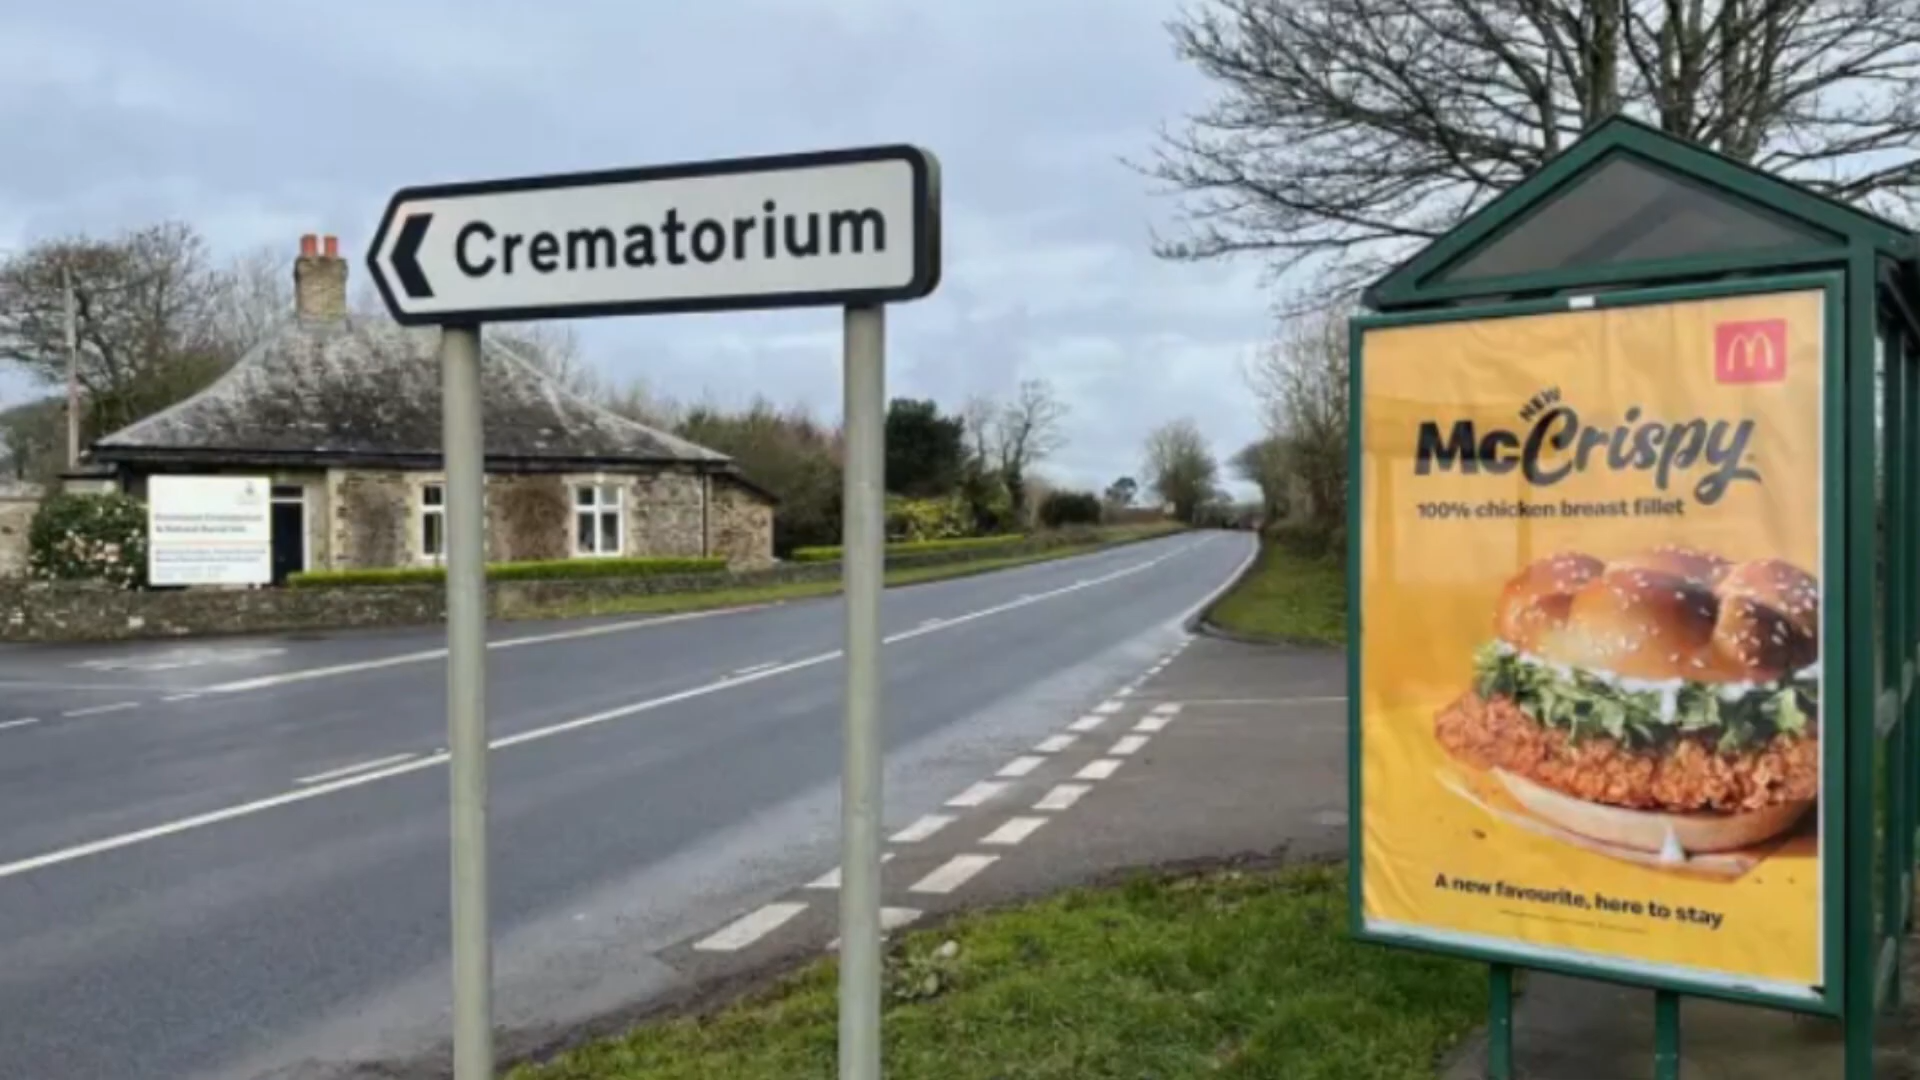 Crematorium
NEW
McCrispy
100% chicken breast fillet
A new favourite, here to stay